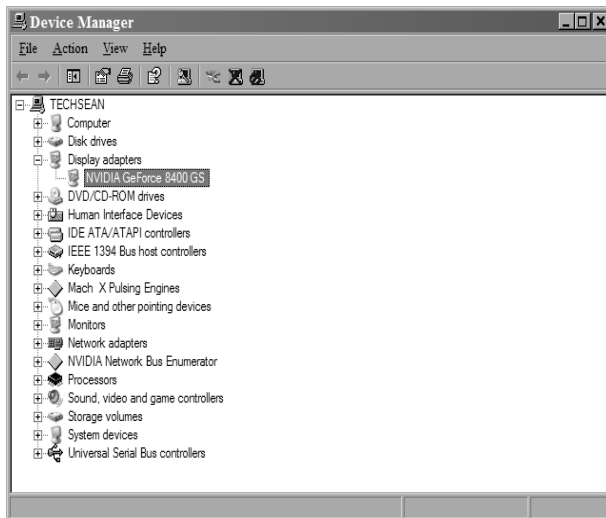 Device Manager
File Action View Help
TECHSEAN
Computer
Disk drives
Display adapters
NVIDIA GeForce 8400 GS
DVD/CD-ROM drives
Human Interface Devices
IDE ATA/ATAPI controllers
IEEE 1394 Bus host controllers
Keyboards
Mach X Pulsing Engines
Mice and other pointing devices
Monitors
Network adapters
NVIDIA Network Bus Enumerator
Processors
Sound, video and game controllers
Storage volumes
System devices
Universal Serial Bus controllers